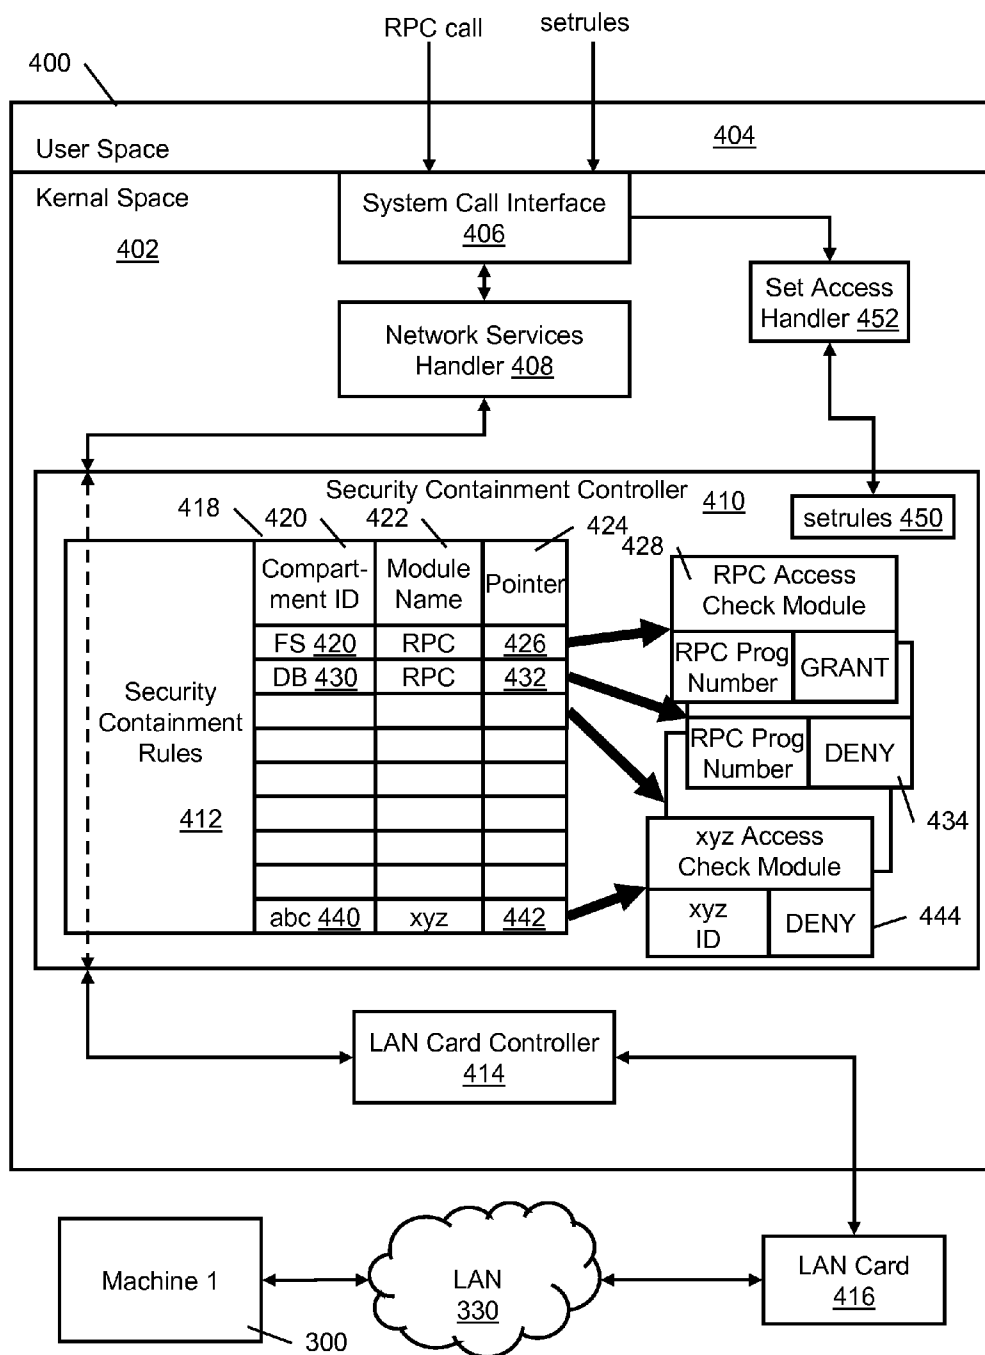 RPC call
setrules
400
User Space
404
Kernal Space
402
System Call Interface
406
Set Access
Handler 452
Network Services
Handler 408
Security Containment Controller
410
setrules 450
418
420
422
424
428
Security
Containment
Rules
412
Compart-
ment ID
Module
Name
Pointer
FS 420
RPC
426
DB 430
RPC
432
abc 440
xyz
442
RPC Access
Check Module
RPC Prog
Number
GRANT
RPC Prog
Number
DENY
434
xyz Access
Check Module
xyz
ID
DENY
444
LAN Card Controller
414
Machine 1
300
LAN
330
LAN Card
416